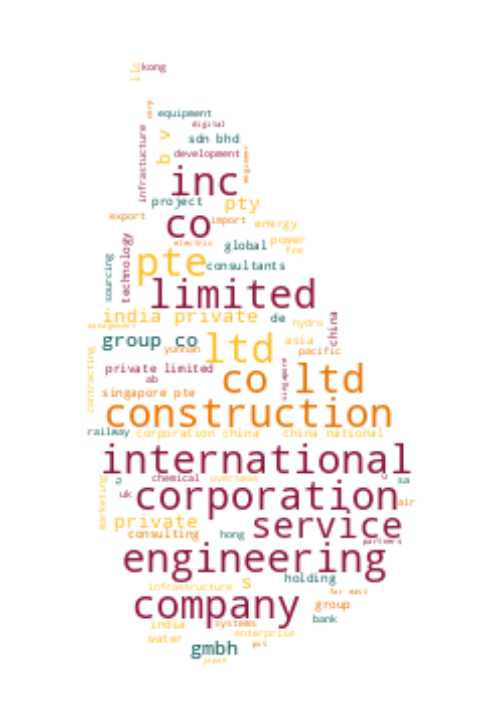 llc kong
corp equipment
digital
b v sdn bhd
infrastucture development engineer
inc
project pty
export co import energy
electric global power
technology pte consultants fze
sourcing limited
india private de hydro china
management
group co ltd asia
yunnan pacific
private limited singapore
contracting ab co ltd
singapore pte
construction
railway corporation china china national
international
a chemical overseas c sa
uk corporation air
marketing private service
consulting hong partners
engineering
infrastructure s holding
company far east
group
india systems bank
water enterprise
gmbh pvt
japan